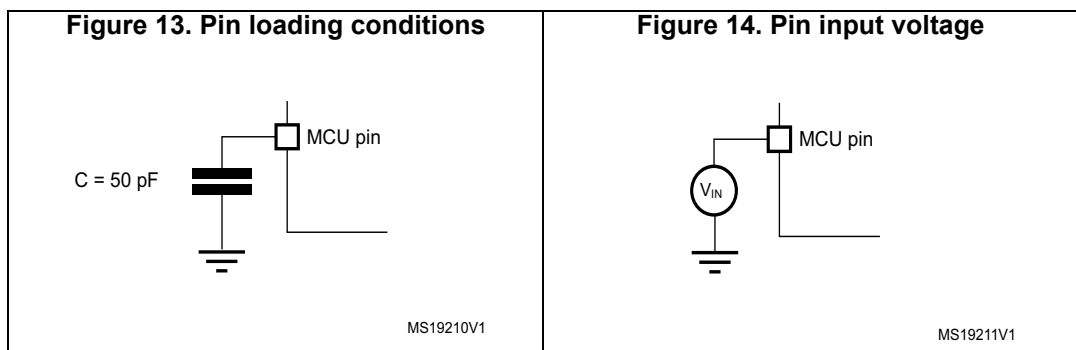 Figure 13. Pin loading conditions
MCU pin
C = 50 pF
MS19210V1
Figure 14. Pin input voltage
MCU pin
VIN
MS19211V1